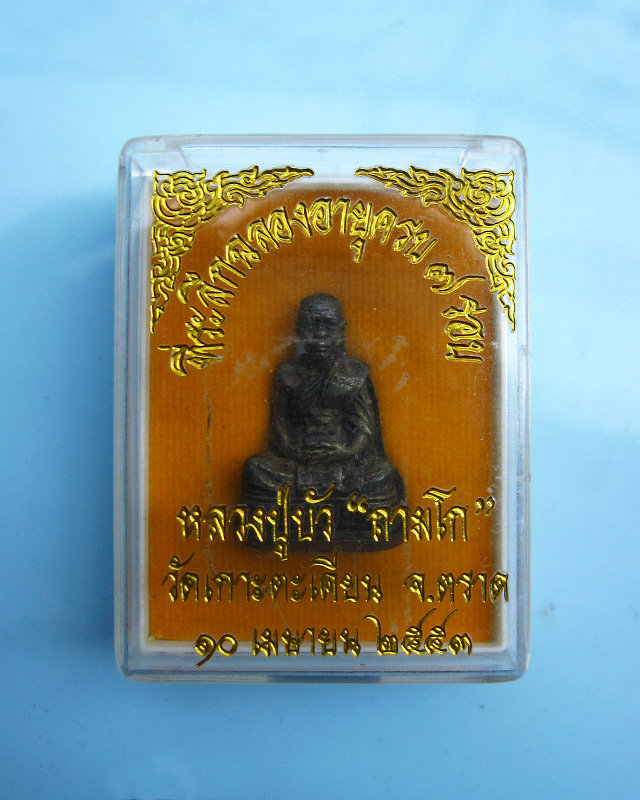 ที่ระลึกฉลองอายุครบ ๗ รอบ
หลวงปู่บัว “ถามโก”
วัดเกาะตะเคียน จ.ตราด
๑๐ เมษายน ๒๕๕๓